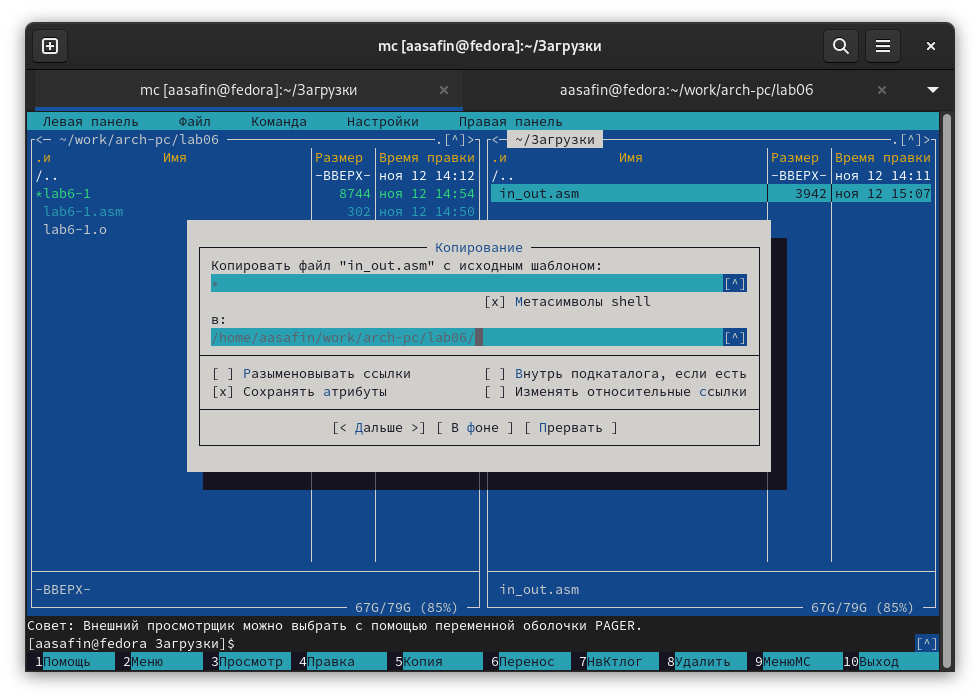 mc [aasafin@fedora]:~/Загрузки
mc [aasafin@fedora]:~/Загрузки aasafin@fedora:~/work/arch-pc/lab06
Левая панель Файл Команда Настройки Правая панель
<─ ~/work/arch-pc/lab06 .[^]> <─ ~/Загрузки .[^]>
.и Имя Размер Время правки .и Имя Размер Время правки
/.. -ВВЕРХ- ноя 12 14:12 /.. -ВВЕРХ- ноя 12 14:11
*lab6-1 8744 ноя 12 14:54 in_out.asm 3942 ноя 12 15:07
lab6-1.asm 302 ноя 12 14:50
lab6-1.o
Копирование
Копировать файл "in_out.asm" с исходным шаблоном:
* [^]
[x] Метасимволы shell
в:
/home/aasafin/work/arch-pc/lab06/ [^]
[ ] Разыменовывать ссылки [ ] Внутрь подкаталога, если есть
[x] Сохранять атрибуты [ ] Изменять относительные ссылки
[< Дальше >] [ В фоне ] [ Прервать ]
-ВВЕРХ- in_out.asm
67G/79G (85%) 67G/79G (85%)
Совет: Внешний просмотрщик можно выбрать с помощью переменной оболочки PAGER.
[aasafin@fedora Загрузки]$ [^]
1Помощь 2Меню 3Просмотр 4Правка 5Копия 6Перенос 7НвКтлог 8Удалить 9МенюMC 10Выход